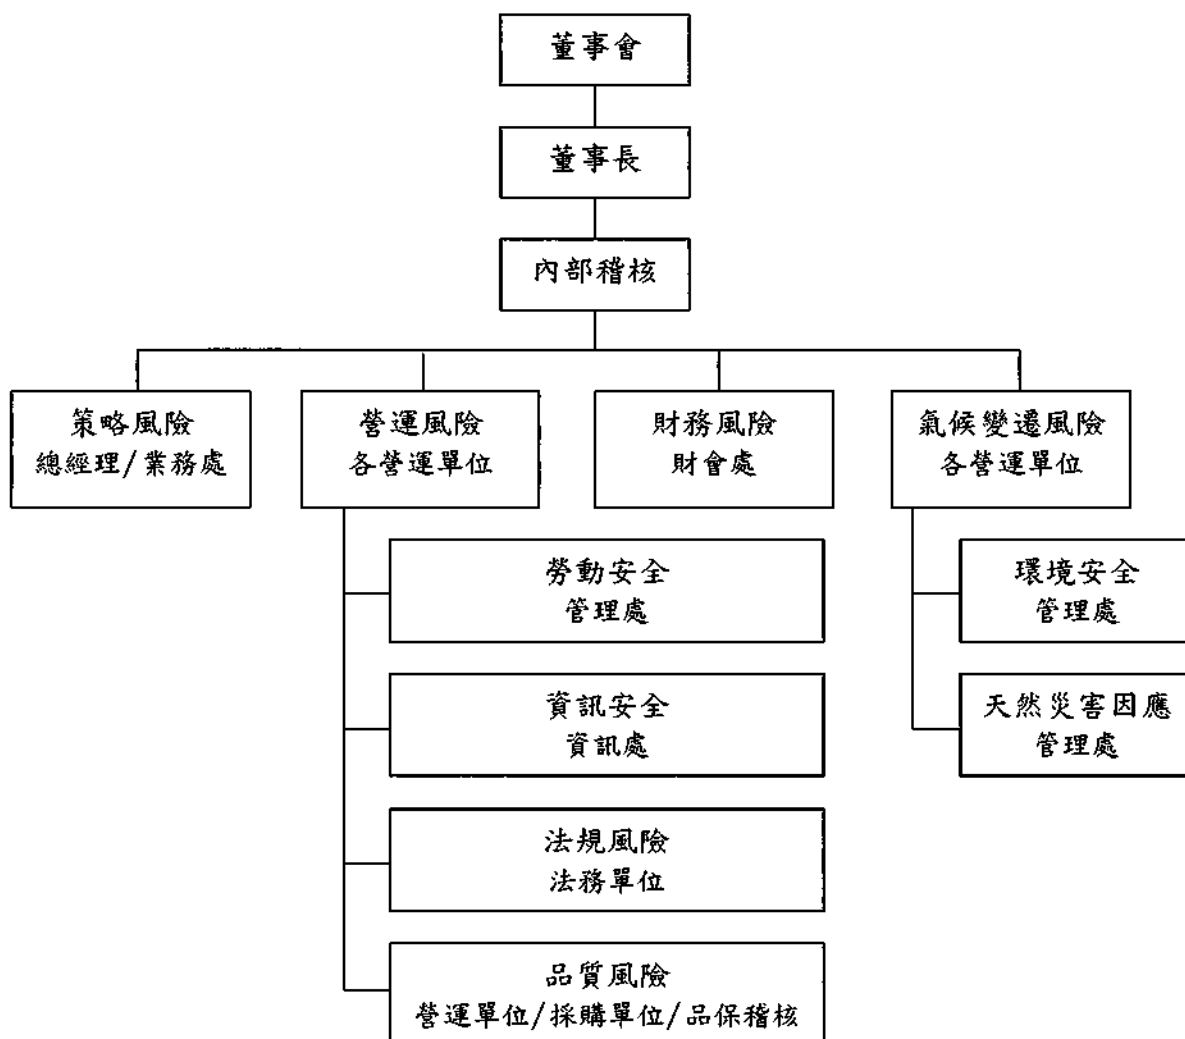 董事會
董事長
內部稽核
策略風險
總經理/業務處
營運風險
各營運單位
財務風險
財會處
氣候變遷風險
各營運單位
勞動安全
管理處
資訊安全
資訊處
法規風險
法務單位
品質風險
營運單位/採購單位/品保稽核
環境安全
管理處
天然災害因應
管理處